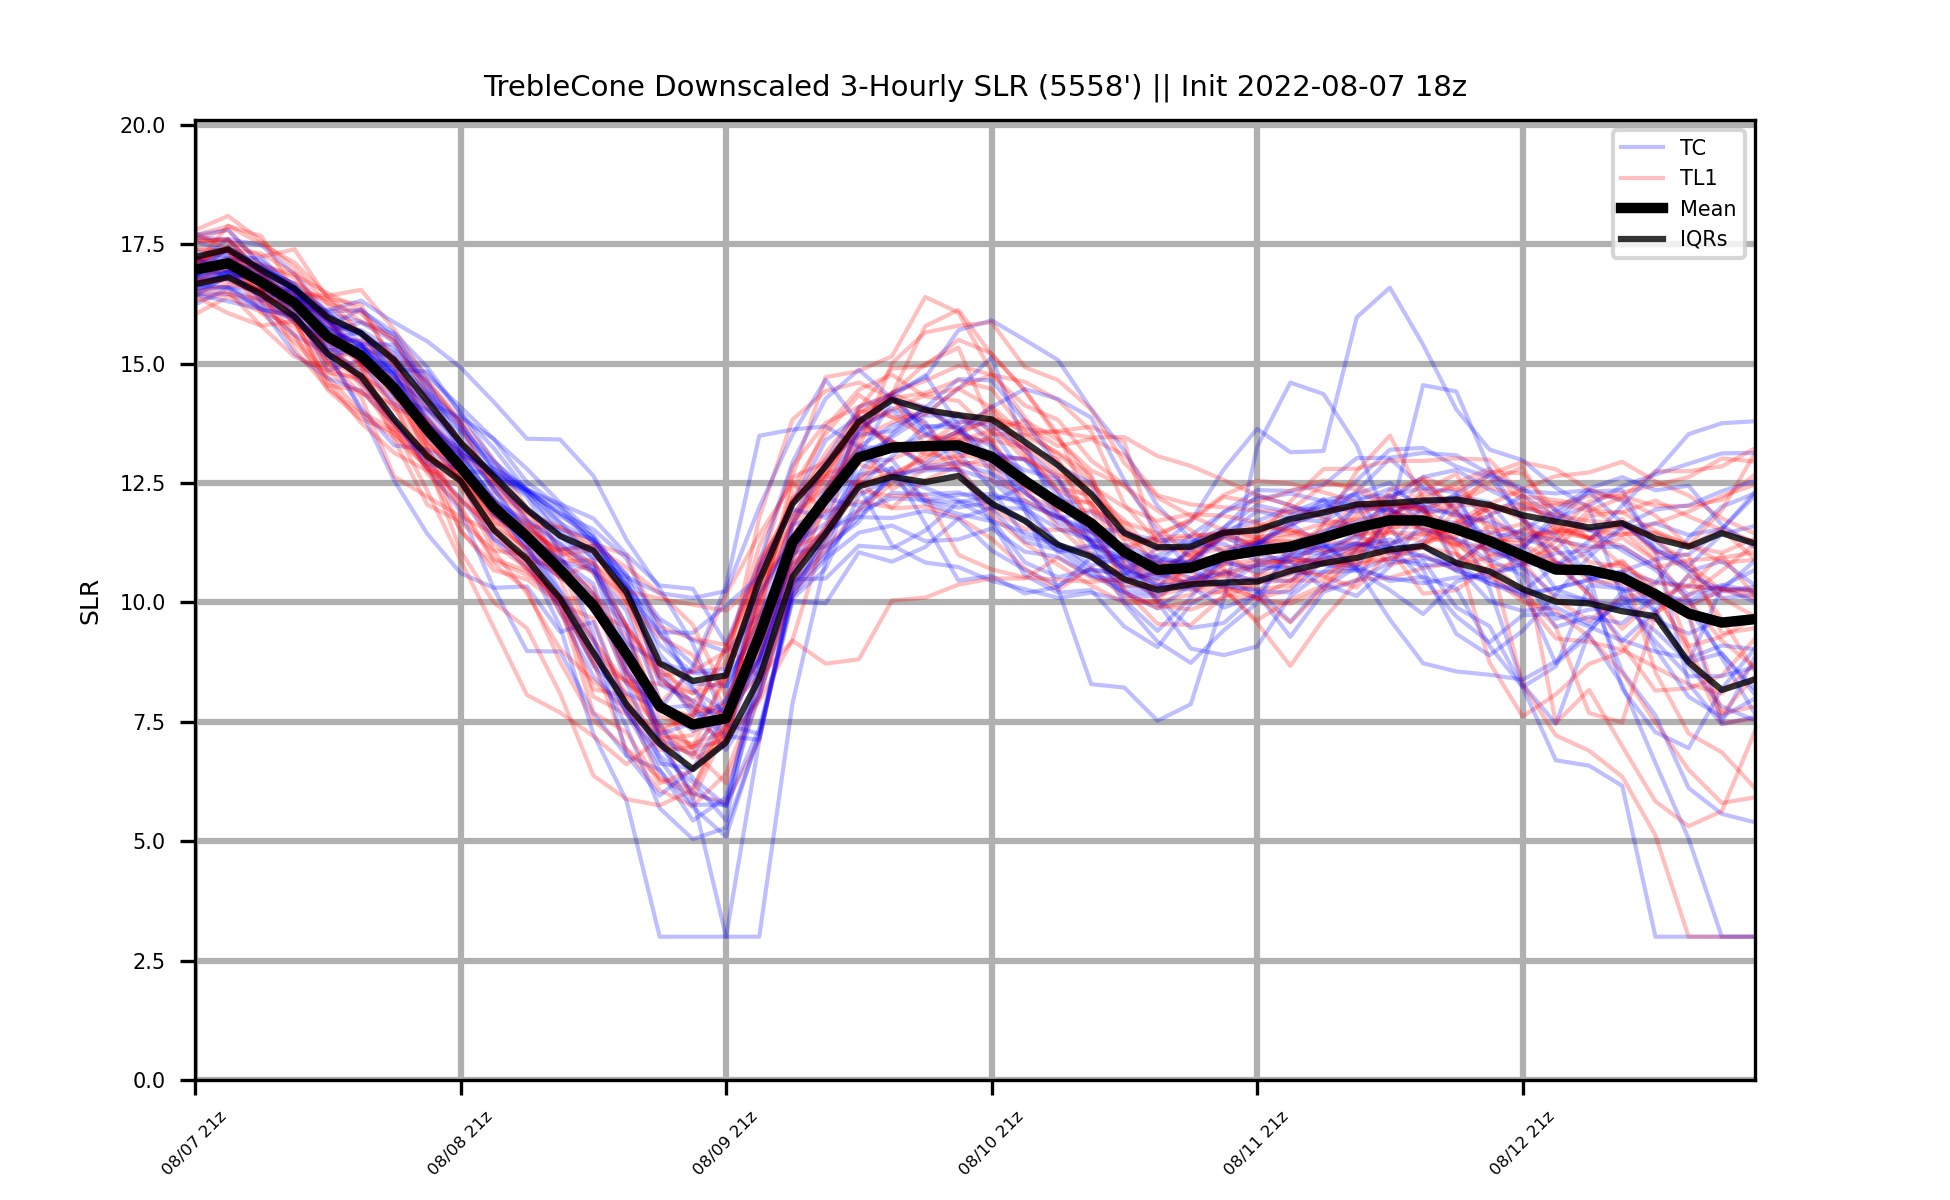 TrebleCone Downscaled 3-Hourly SLR (5558') || Init 2022-08-07 18z
20.0
17.5
15.0
12.5
10.0
7.5
5.0
2.5
0.0
SLR
TC
TL1
Mean
IQRs
08/07 21z
08/08 21z
08/09 21z
08/10 21z
08/11 21z
08/12 21z